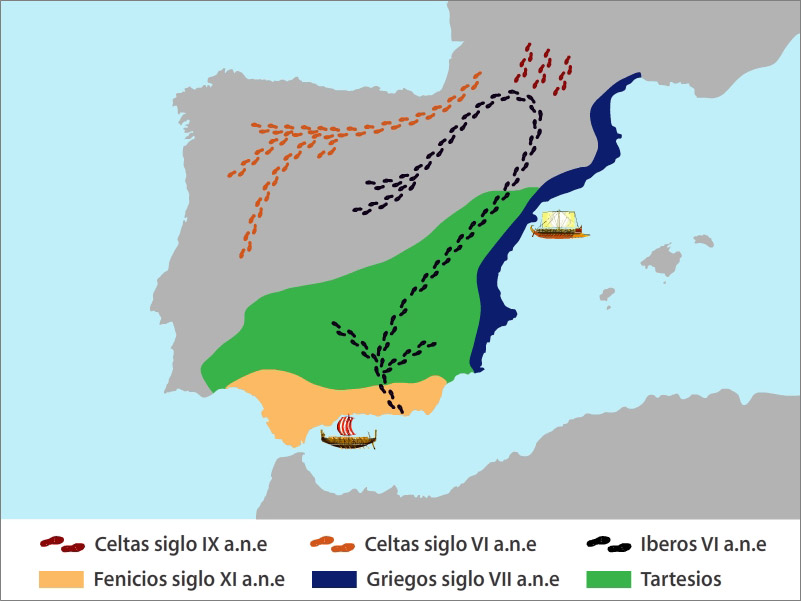 Celtas siglo IX a.n.e Celtas siglo VI a.n.e Iberos VI a.n.e
Fenicios siglo XI a.n.e Griegos siglo VII a.n.e Tartesios